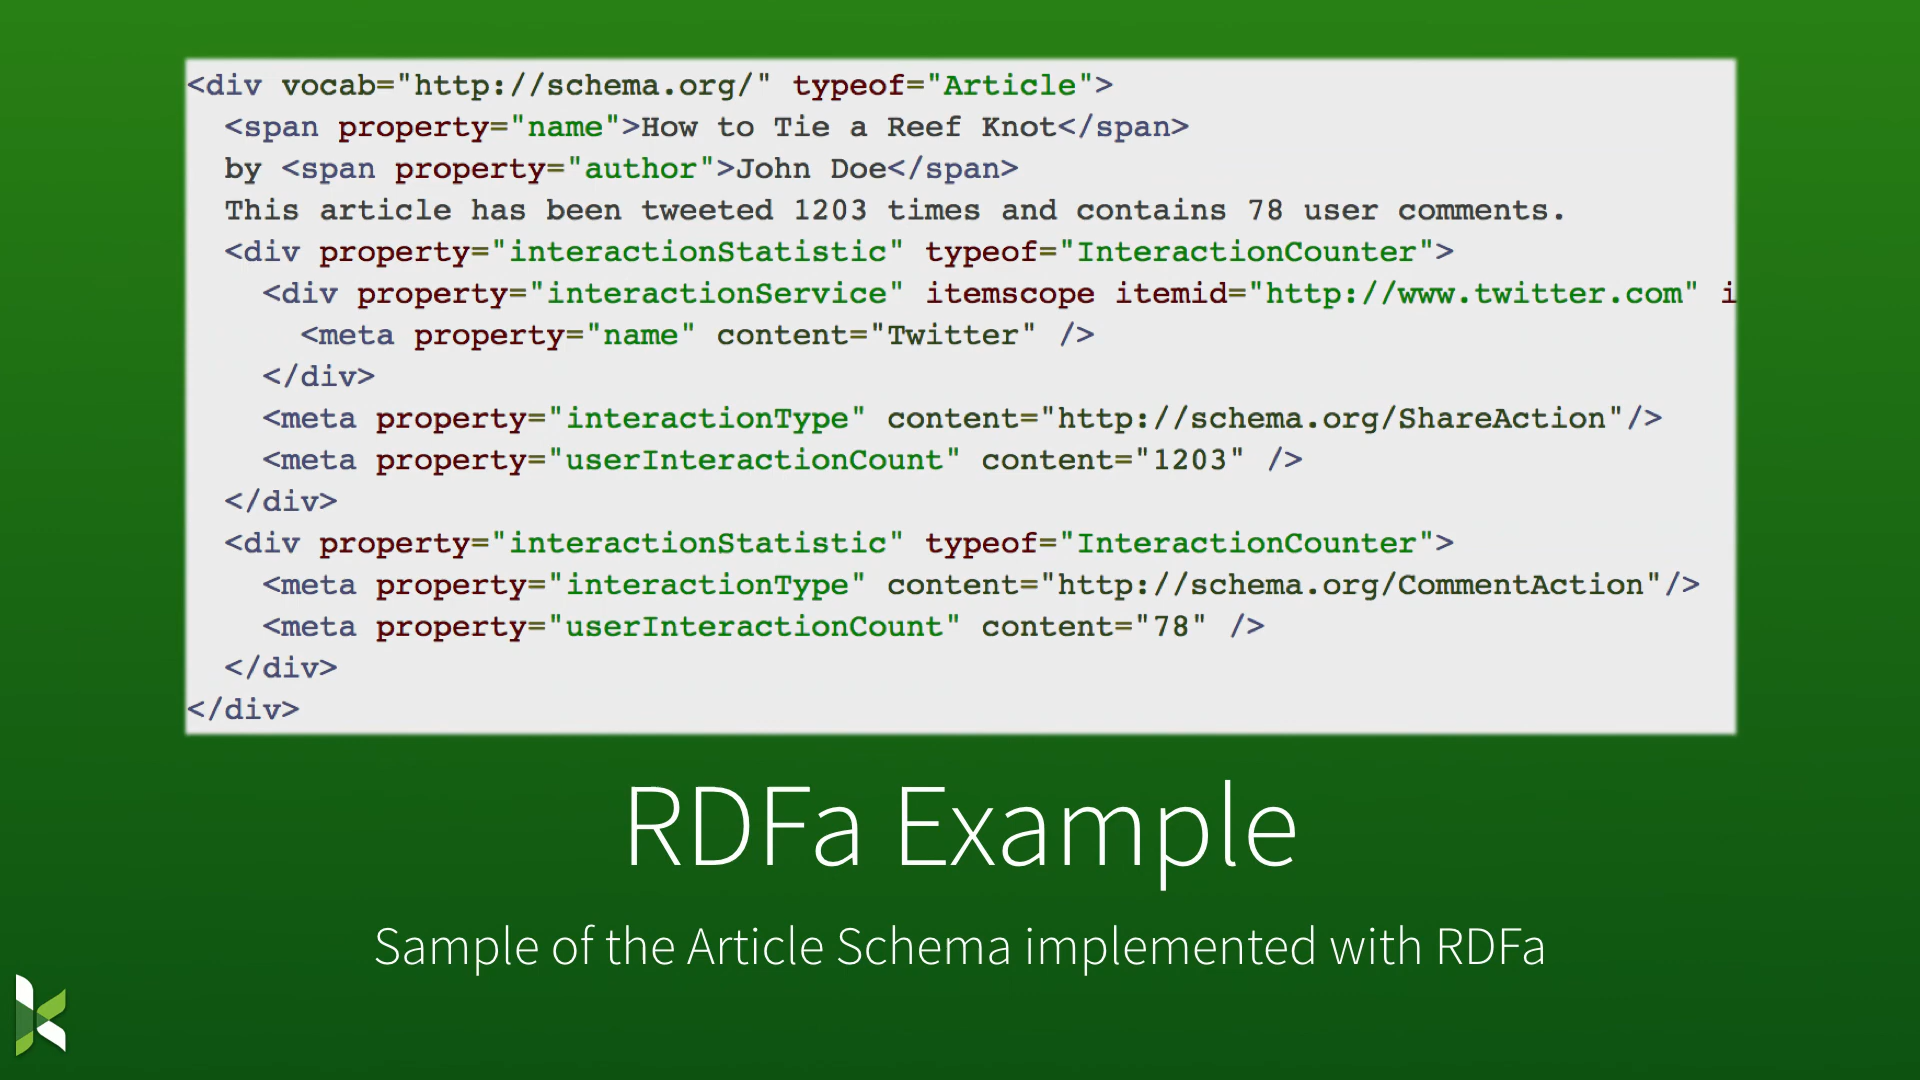 <div vocab="http://schema.org/" typeof="Article">
  <span property="name">How to Tie a Reef Knot</span>
  by <span property="author">John Doe</span>
  This article has been tweeted 1203 times and contains 78 user comments.
  <div property="interactionStatistic" typeof="InteractionCounter">
    <div property="interactionService" itemscope itemid="http://www.twitter.com" i
      <meta property="name" content="Twitter" />
    </div>
    <meta property="interactionType" content="http://schema.org/ShareAction"/>
    <meta property="userInteractionCount" content="1203" />
  </div>
  <div property="interactionStatistic" typeof="InteractionCounter">
    <meta property="interactionType" content="http://schema.org/CommentAction"/>
    <meta property="userInteractionCount" content="78" />
  </div>
</div>
RDFa Example
Sample of the Article Schema implemented with RDFa